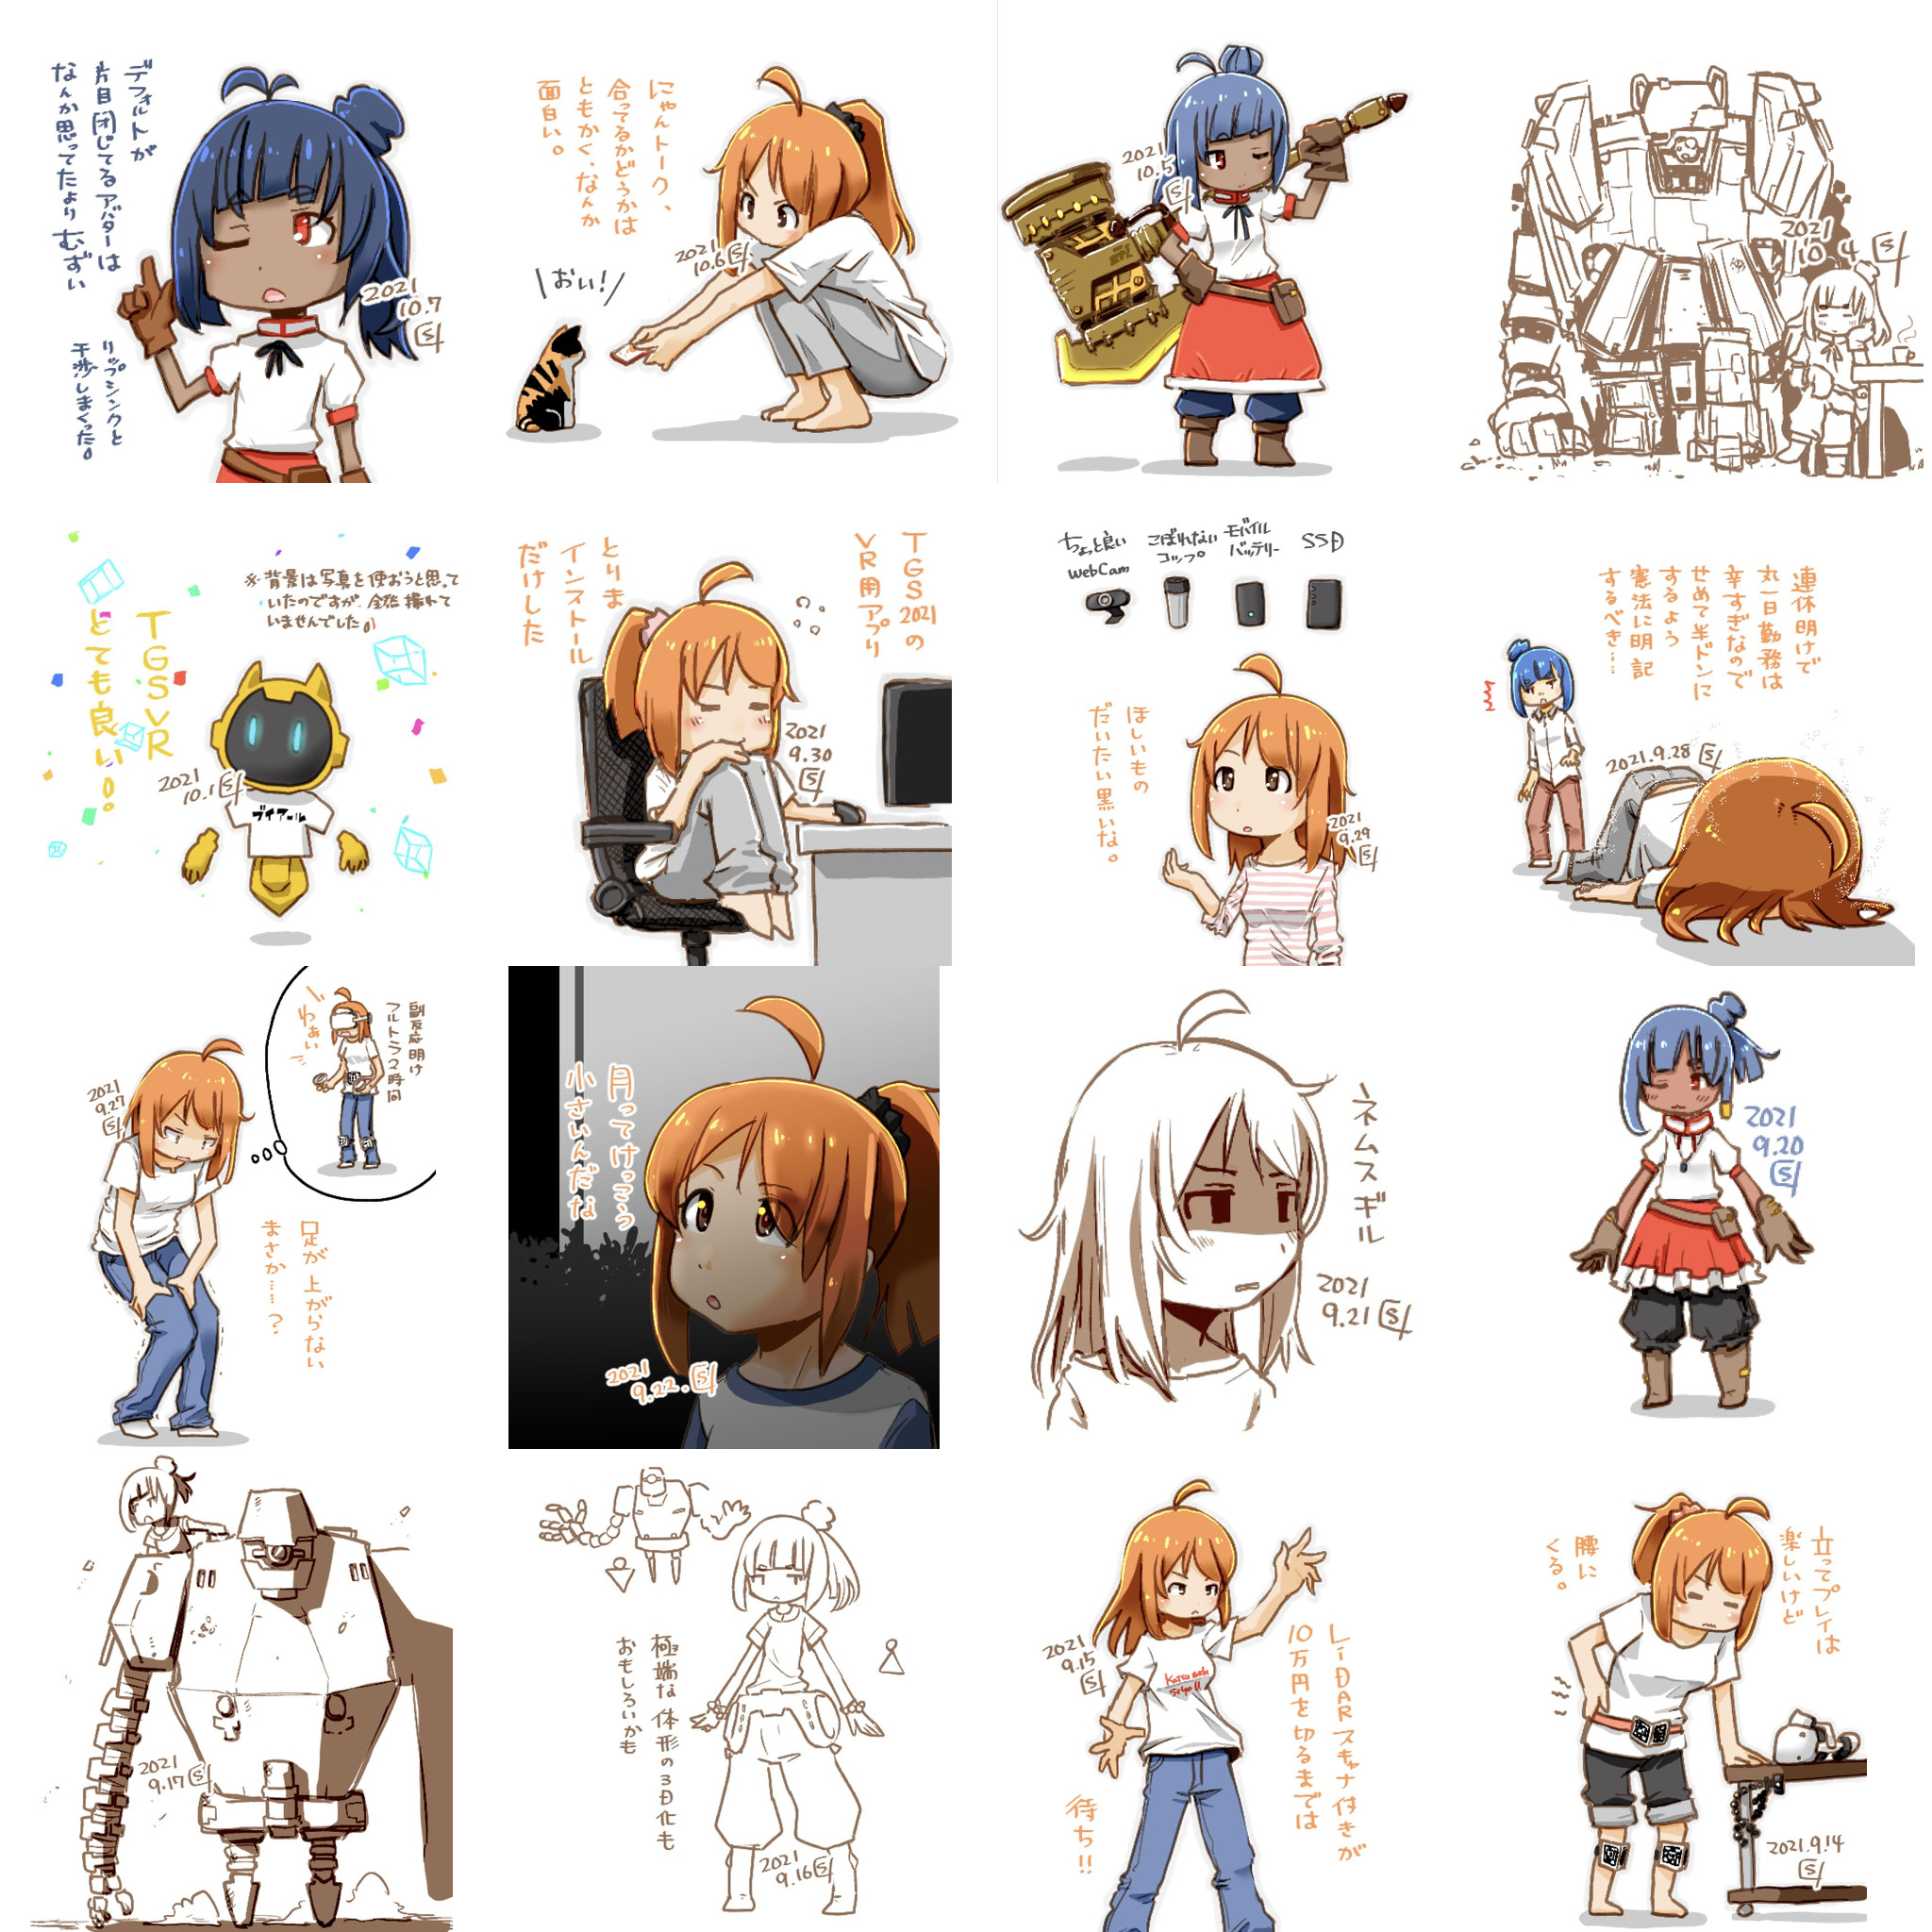 デフォルトが
片目閉じてるアバターは
なんか思ってたよりむずい
リップシンクと
干渉しまくった。
2021
10.7
にゃんトーク、
合ってるかどうかは
ともかく、なんか
面白い。
おい!
2021
10.6
2021
10.5
2021
10 4
※背景は写真を使おうと思って
いたのですが、全然撮れて
いませんでした。
TGSVR
とても良い。
2021
10.1
ブイアール
TGS2021の
VR用アプリ
とりま
インストール
だけした
2021
9.30
ちょっと良い
WebCam
こぼれない
コップ
モバイル
バッテリー
SSD
ほしいもの
だいたい黒いな。
2021
9.29
連休明けで
丸一日勤務は
辛すぎなので
せめて半ドンに
するよう
憲法に明記
するべき…
2021.9.28
副反応明け
フルトラ2時間
わぁい
2021
9.27
足が上がらない
まさか……?
月ってけっこう
小さいんだな
2021
9.22.
ネムスギル
2021
9.21
2021
9.20
2021
9.17
極端な体形の3D化も
おもしろいかも
2021
9.16
2021
9.15
LiDARスキャナ付きが
10万円を切るまでは
待ち!!
立ってプレイは
楽しいけど
腰に
くる。
2021.9.14